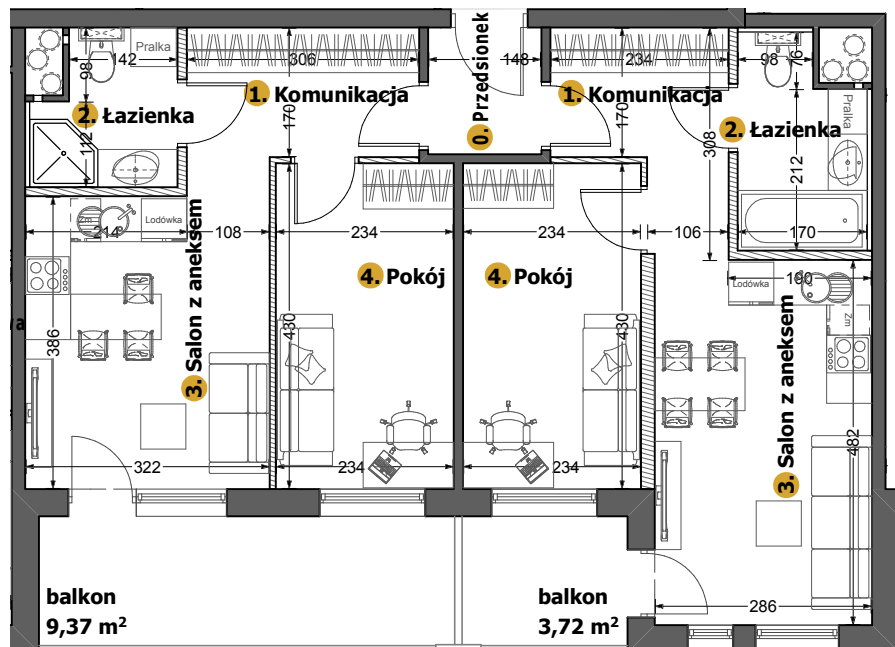 Pralka
142
98
112
2. Łazienka
306
1. Komunikacja
170
0. Przedsionek
148
234
1. Komunikacja
170
308
98
76
2. Łazienka
Pralka
212
170
214
Lodówka
108
3. Salon z aneksem
386
322
234
4. Pokój
430
234
234
4. Pokój
430
234
106
190
Lodówka
Zm
3. Salon z aneksem
482
286
balkon
9,37 m²
balkon
3,72 m²